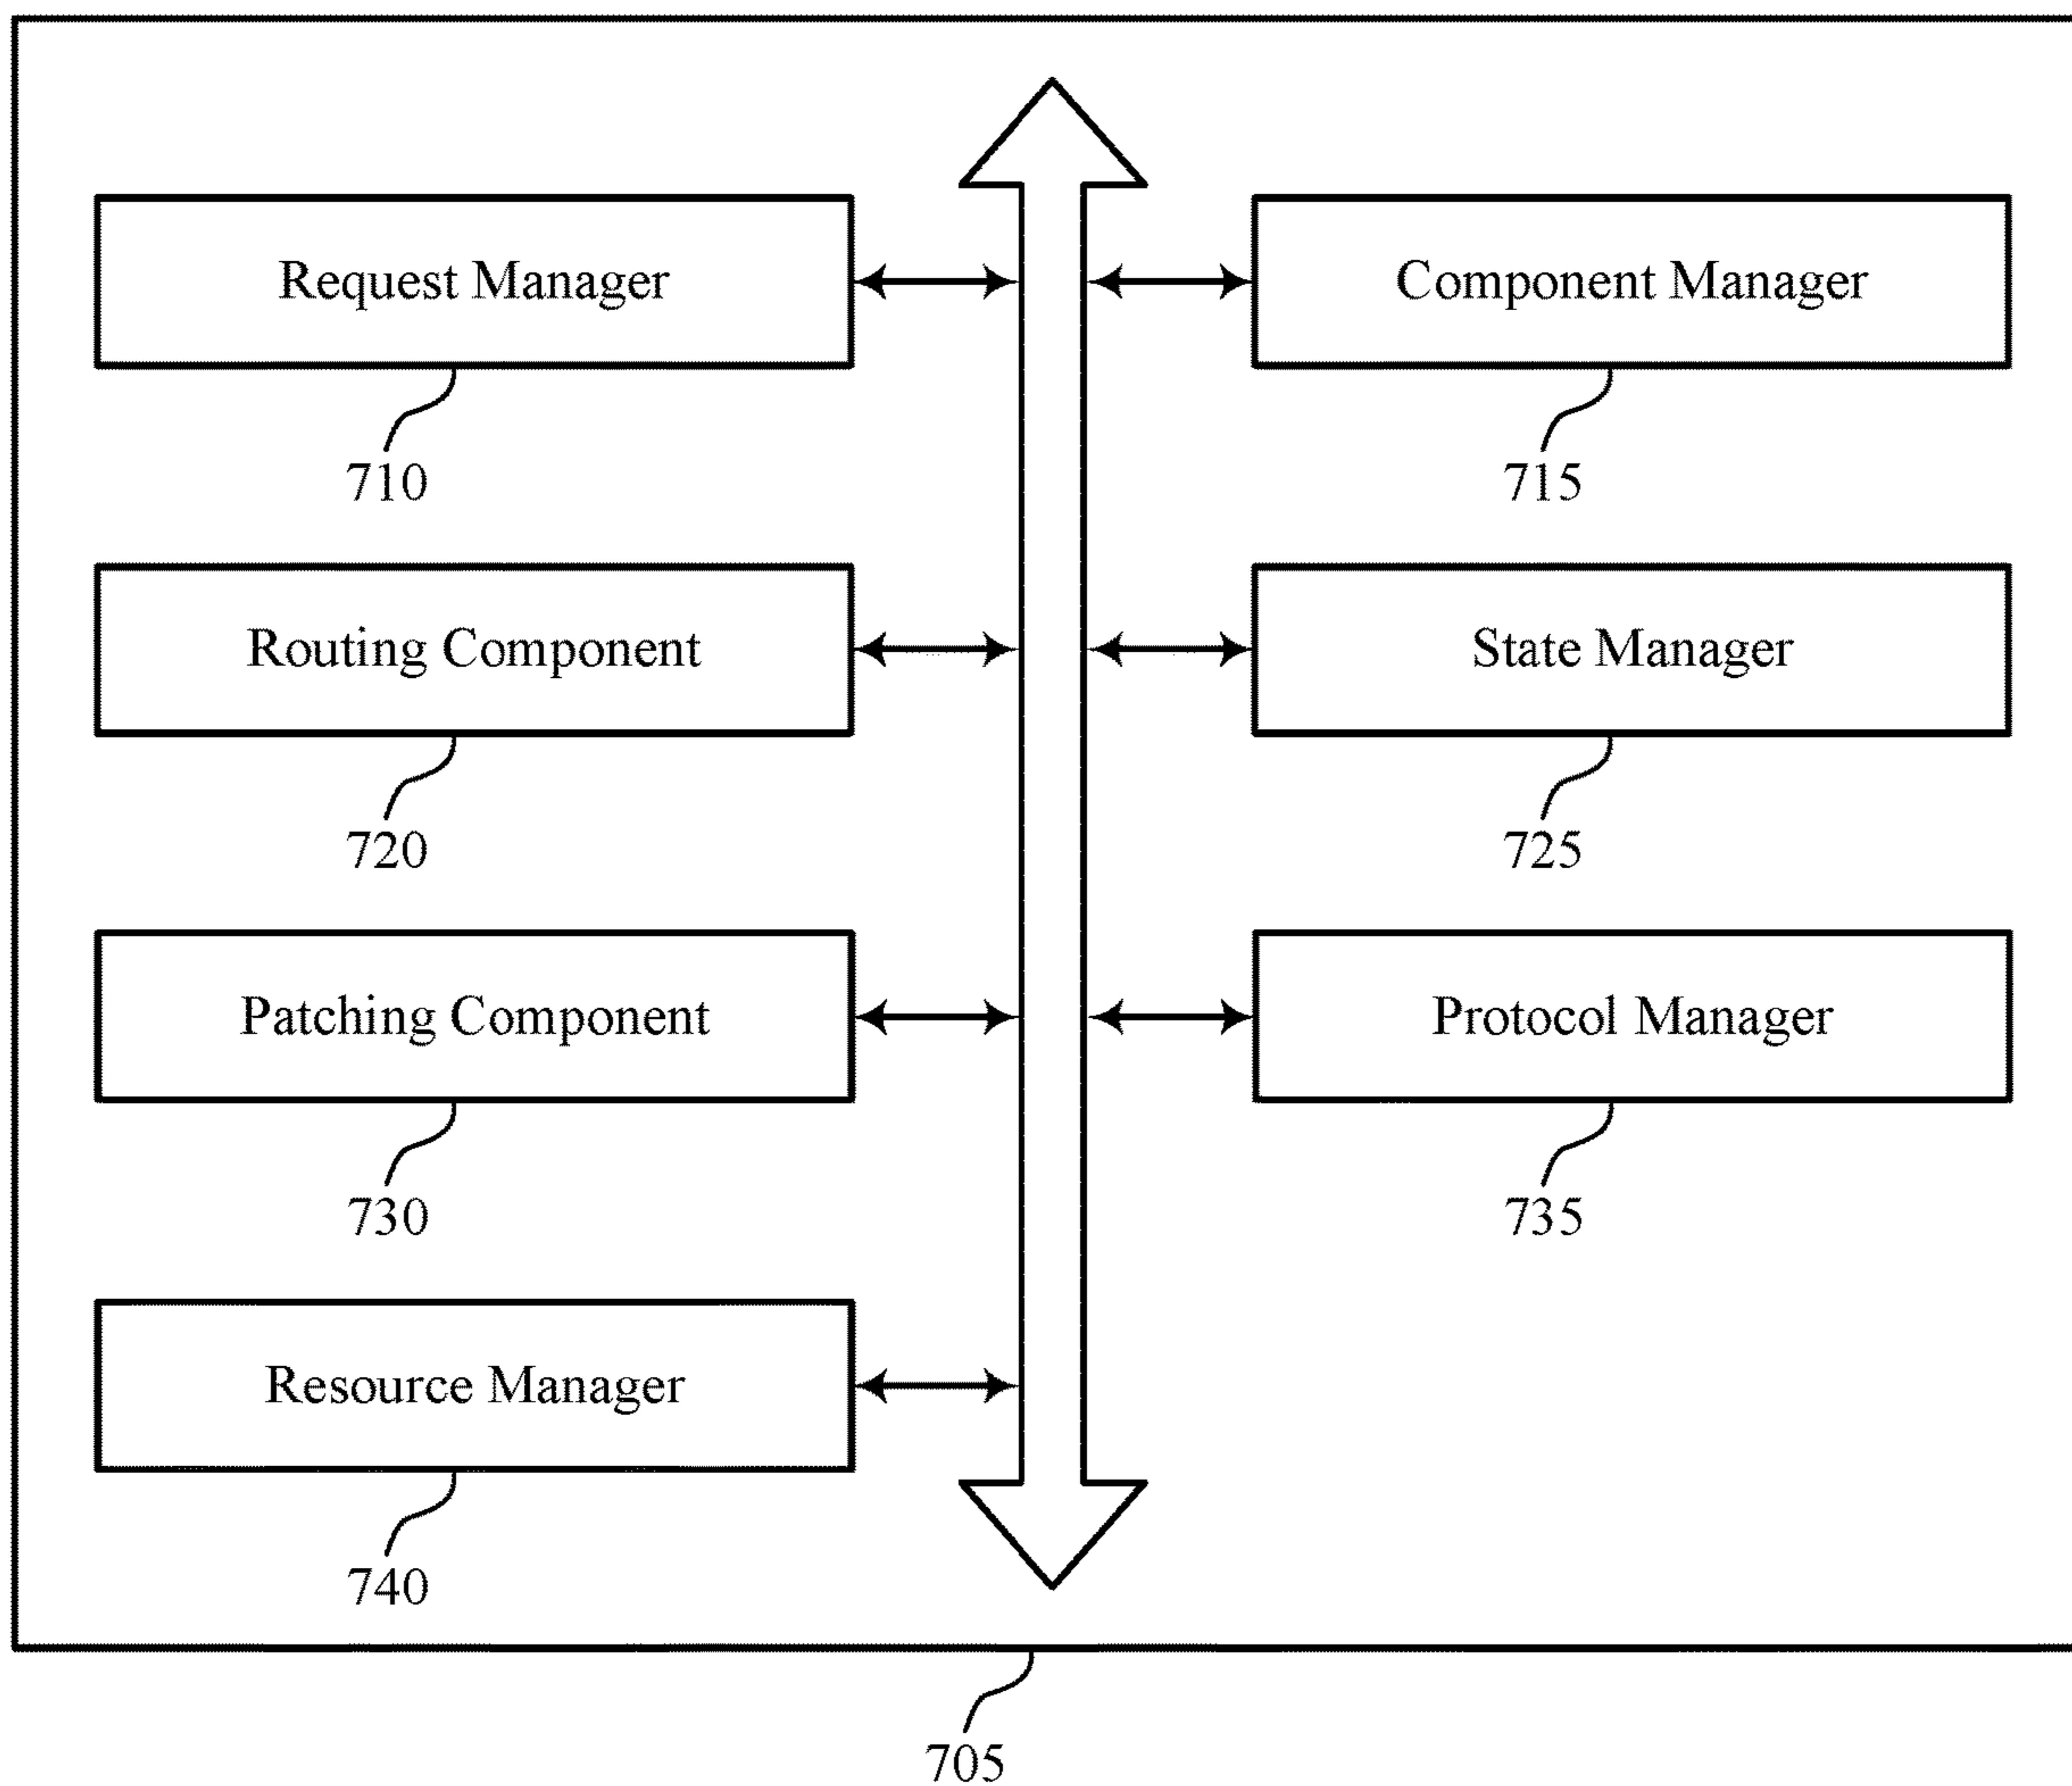 Request Manager
Component Manager
710
715
Routing Component
State Manager
720
725
Patching Component
Protocol Manager
730
735
Resource Manager
740
705